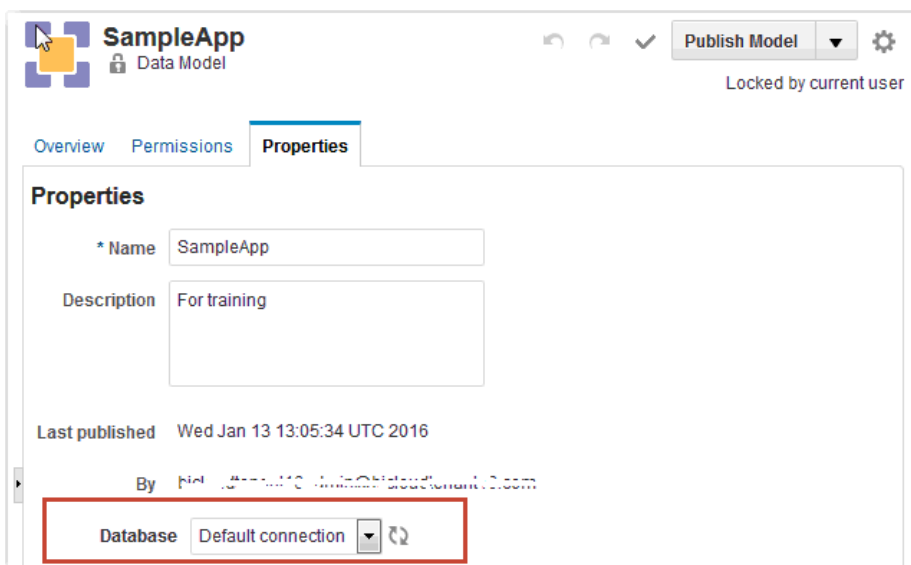 SampleApp
Data Model
Publish Model
Locked by current user
Overview Permissions Properties
Properties
* Name SampleApp
Description For training
Last published Wed Jan 13 13:05:34 UTC 2016
By
Database Default connection